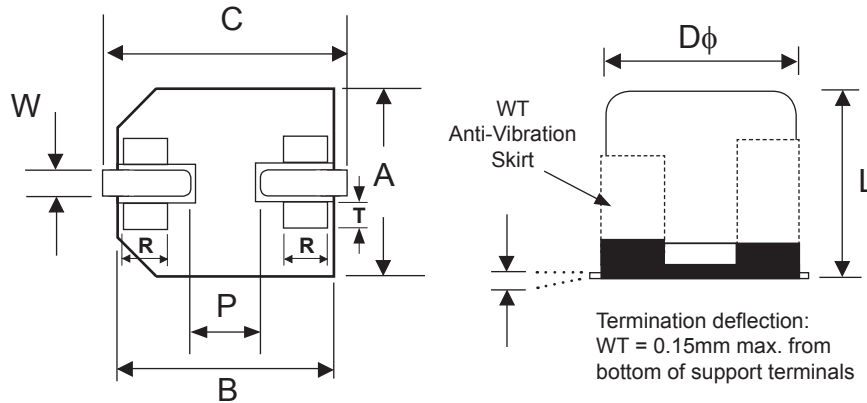 C
W
A
T
R
R
P
B
Dϕ
WT
Anti-Vibration
Skirt
L
Termination deflection:
WT = 0.15mm max. from
bottom of support terminals